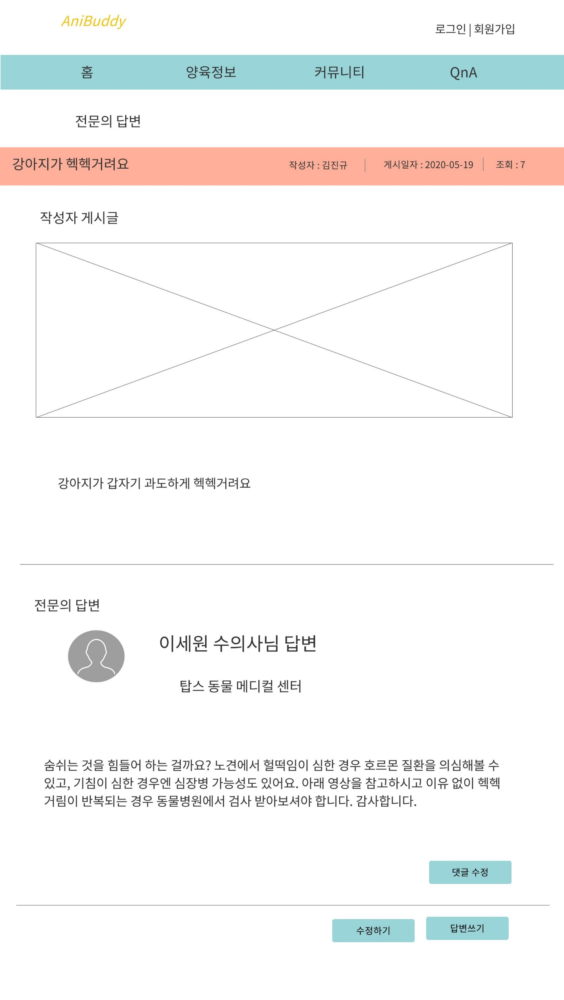 AniBuddy
로그인 | 회원가입
홈 양육정보 커뮤니티 QnA
전문의 답변
강아지가 헥헥거려요 작성자 : 김진규 게시일자 : 2020-05-19 조회 : 7
작성자 게시글
강아지가 갑자기 과도하게 헥헥거려요
전문의 답변
이세원 수의사님 답변
탑스 동물 메디컬 센터
숨쉬는 것을 힘들어 하는 걸까요? 노견에서 헐떡임이 심한 경우 호르몬 질환을 의심해볼 수
있고, 기침이 심한 경우엔 심장병 가능성도 있어요. 아래 영상을 참고하시고 이유 없이 헥헥
거림이 반복되는 경우 동물병원에서 검사 받아보셔야 합니다. 감사합니다.
댓글 수정
수정하기 답변쓰기